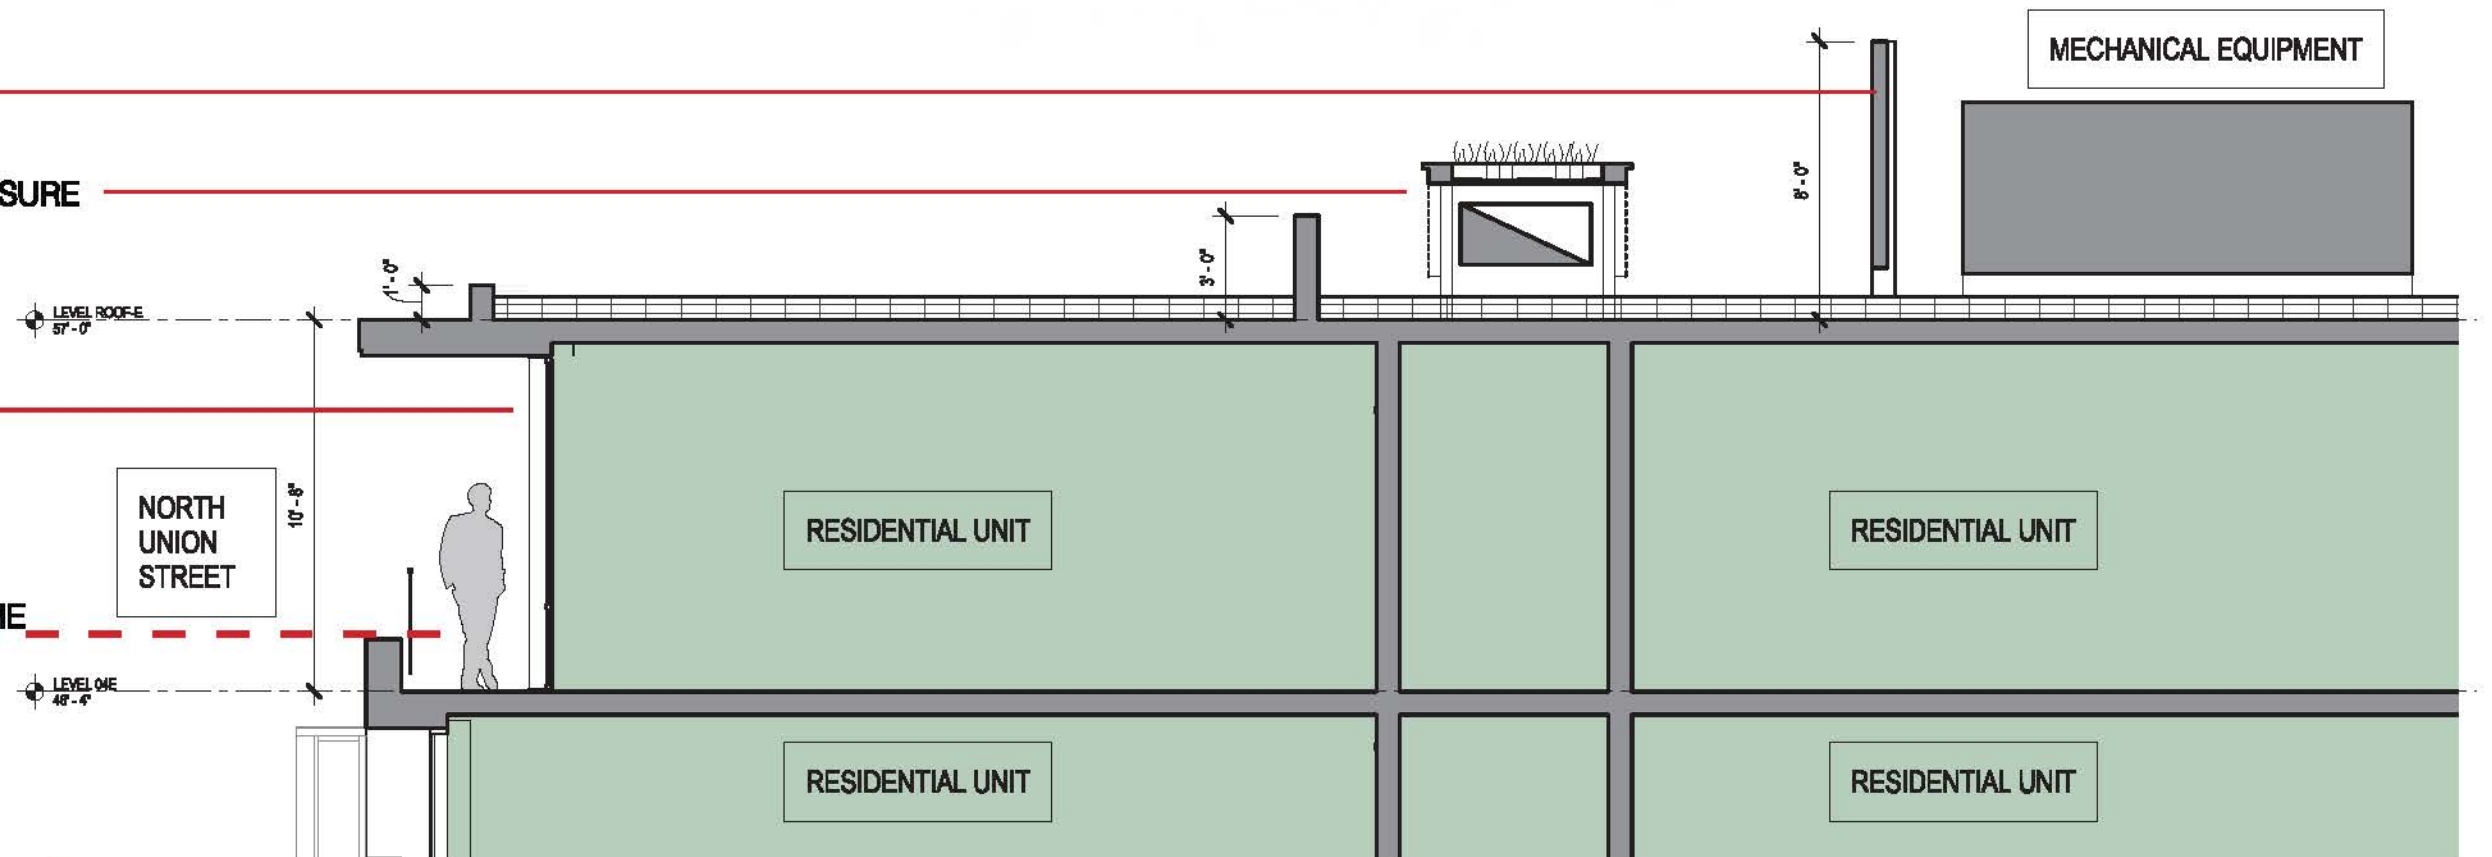 MECHANICAL EQUIPMENT
SURE
8'-0"
3'-0"
1'-0"
LEVEL ROOF-E
57'-0"
NORTH
UNION
STREET
10'-8"
RESIDENTIAL UNIT
RESIDENTIAL UNIT
IE
LEVEL 04E
46'-4"
RESIDENTIAL UNIT
RESIDENTIAL UNIT